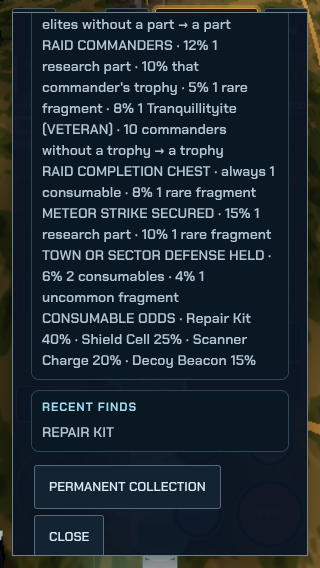 elites without a part → a part
RAID COMMANDERS · 12% 1
research part · 10% that
commander's trophy · 5% 1 rare
fragment · 8% 1 Tranquillityite
(VETERAN) · 10 commanders
without a trophy → a trophy
RAID COMPLETION CHEST · always 1
consumable · 8% 1 rare fragment
METEOR STRIKE SECURED · 15% 1
research part · 10% 1 rare fragment
TOWN OR SECTOR DEFENSE HELD ·
6% 2 consumables · 4% 1
uncommon fragment
CONSUMABLE ODDS · Repair Kit
40% · Shield Cell 25% · Scanner
Charge 20% · Decoy Beacon 15%
RECENT FINDS
REPAIR KIT
PERMANENT COLLECTION
CLOSE